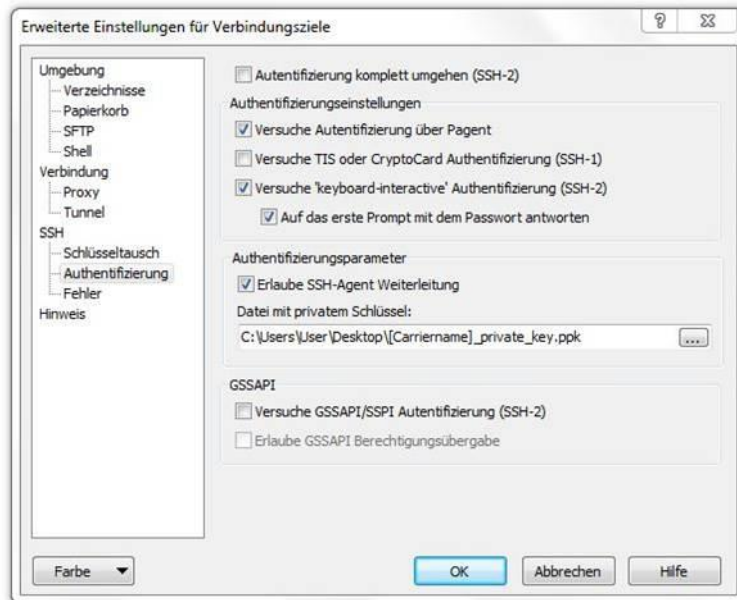 Erweiterte Einstellungen für Verbindungsziele
Umgebung
Verzeichnisse
Papierkorb
SFTP
Shell
Verbindung
Proxy
Tunnel
SSH
Schlüsseltausch
Authentifizierung
Fehler
Hinweis
Autentifizierung komplett umgehen (SSH-2)
Authentifizierungseinstellungen
Versuche Autentifizierung über Pagent
Versuche TIS oder CryptoCard Authentifizierung (SSH-1)
Versuche 'keyboard-interactive' Authentifizierung (SSH-2)
Auf das erste Prompt mit dem Passwort antworten
Authentifizierungsparameter
Erlaube SSH-Agent Weiterleitung
Datei mit privatem Schlüssel:
C:\Users\User\Desktop\[Carriername]_private_key.ppk
...
GSSAPI
Versuche GSSAPI/SSPI Autentifizierung (SSH-2)
Erlaube GSSAPI Berechtigungsübergabe
Farbe
OK
Abbrechen
Hilfe